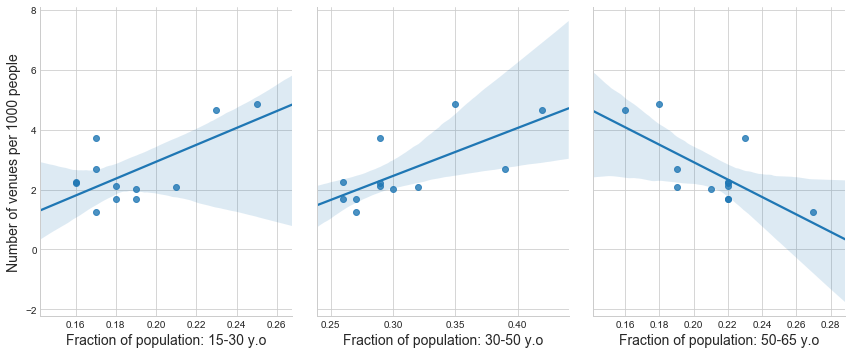 Number of venues per 1000 people
8
6
4
2
0
−2
0.16 0.18 0.20 0.22 0.24 0.26
Fraction of population: 15-30 y.o
0.25 0.30 0.35 0.40
Fraction of population: 30-50 y.o
0.16 0.18 0.20 0.22 0.24 0.26 0.28
Fraction of population: 50-65 y.o